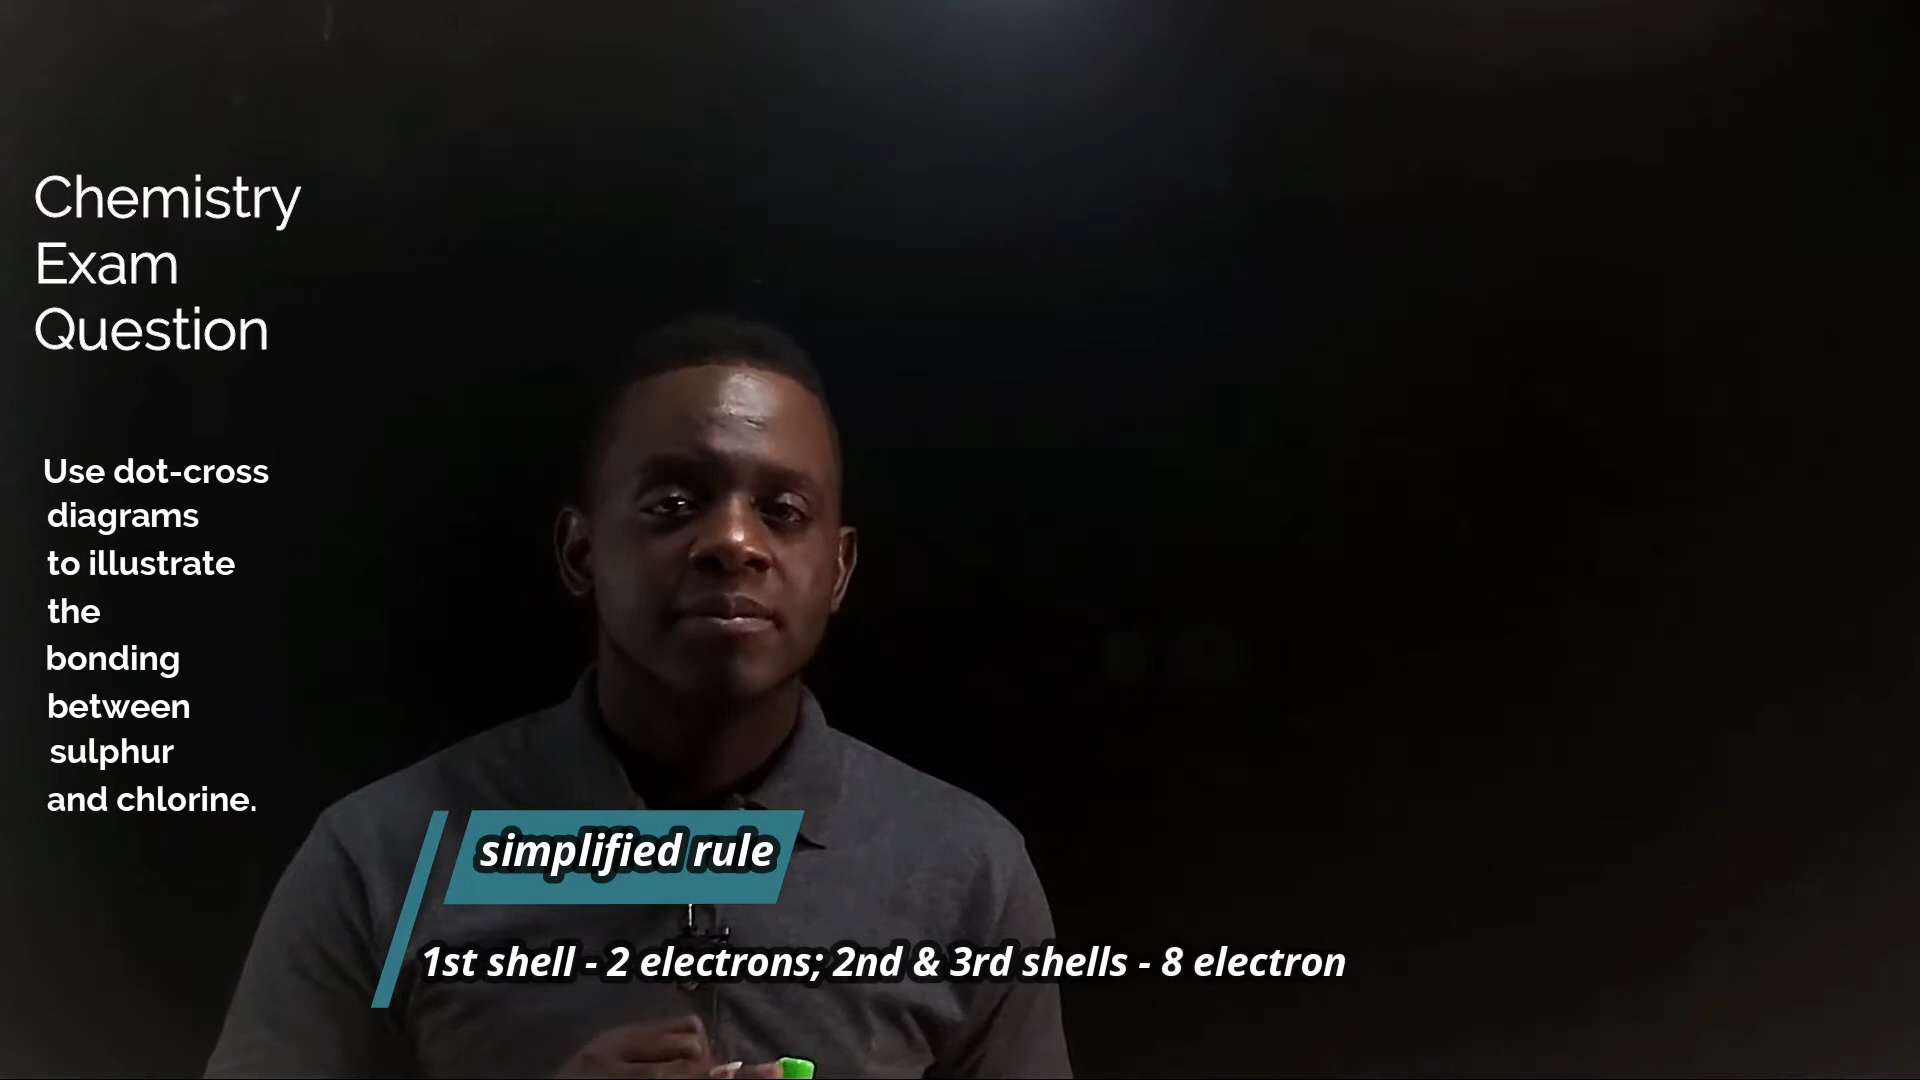 Chemistry
Exam
Question
Use dot-cross
diagrams
to illustrate
the
bonding
between
sulphur
and chlorine.
simplified rule
1st shell - 2 electrons; 2nd & 3rd shells - 8 electron